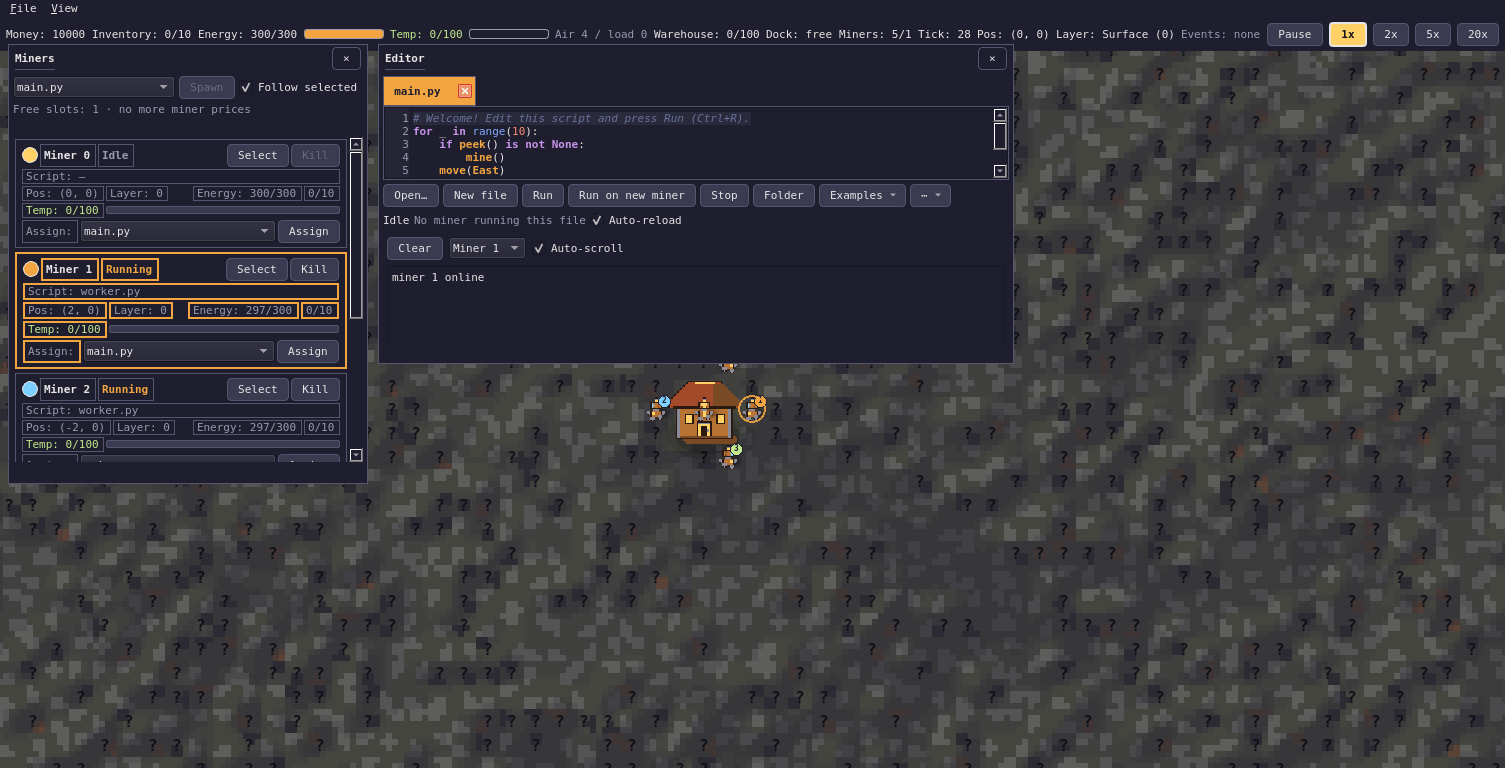 File View
Money: 10000 Inventory: 0/10 Energy: 300/300 Temp: 0/100 Air 4 / load 0 Warehouse: 0/100 Dock: free Miners: 5/1 Tick: 28 Pos: (0, 0) Layer: Surface (0) Events: none Pause 1x 2x 5x 20x
Miners ×
main.py Spawn ✓ Follow selected
Free slots: 1 · no more miner prices
Miner 0 Idle Select Kill
Script: —
Pos: (0, 0) Layer: 0 Energy: 300/300 0/10
Temp: 0/100
Assign: main.py Assign
Miner 1 Running Select Kill
Script: worker.py
Pos: (2, 0) Layer: 0 Energy: 297/300 0/10
Temp: 0/100
Assign: main.py Assign
Miner 2 Running Select Kill
Script: worker.py
Pos: (-2, 0) Layer: 0 Energy: 297/300 0/10
Temp: 0/100
Editor ×
main.py ×
1 # Welcome! Edit this script and press Run (Ctrl+R).
2 for _ in range(10):
3     if peek() is not None:
4         mine()
5     move(East)
Open… New file Run Run on new miner Stop Folder Examples ⋯
Idle No miner running this file ✓ Auto-reload
Clear Miner 1 ✓ Auto-scroll
miner 1 online